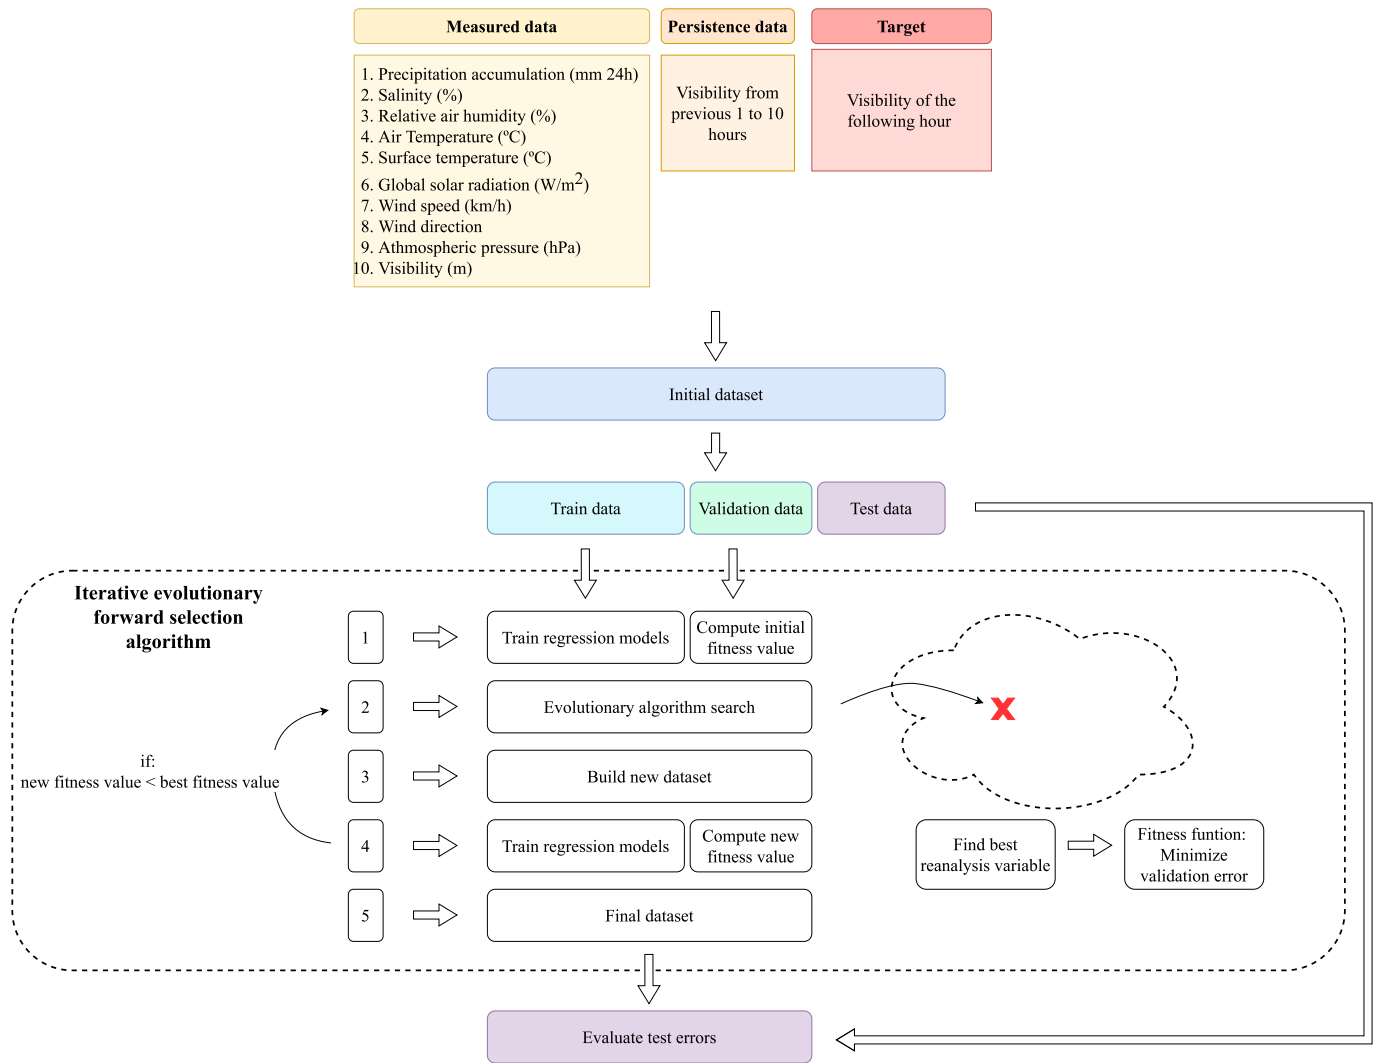 Measured data
Persistence data
Target
1. Precipitation accumulation (mm 24h)
2. Salinity (%)
3. Relative air humidity (%)
4. Air Temperature (ºC)
5. Surface temperature (ºC)
6. Global solar radiation (W/m2)
7. Wind speed (km/h)
8. Wind direction
9. Athmospheric pressure (hPa)
10. Visibility (m)
Visibility from
previous 1 to 10
hours
Visibility of the
following hour
Initial dataset
Train data
Validation data
Test data
Iterative evolutionary
forward selection
algorithm
1
Train regression models
Compute initial
fitness value
2
Evolutionary algorithm search
X
if:
new fitness value < best fitness value
3
Build new dataset
4
Train regression models
Compute new
fitness value
Find best
reanalysis variable
Fitness funtion:
Minimize
validation error
5
Final dataset
Evaluate test errors